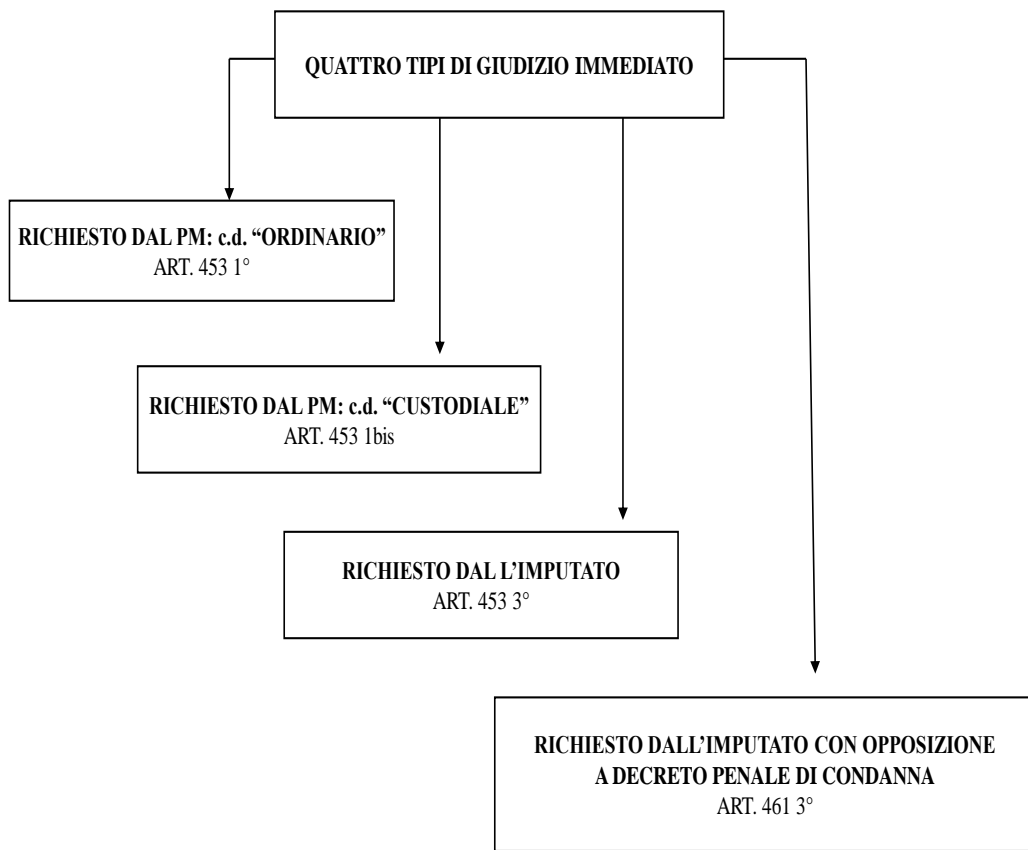 QUATTRO TIPI DI GIUDIZIO IMMEDIATO
RICHIESTO DAL PM: c.d. “ORDINARIO”
ART. 453 1°
RICHIESTO DAL PM: c.d. “CUSTODIALE”
ART. 453 1bis
RICHIESTO DAL L’IMPUTATO
ART. 453 3°
RICHIESTO DALL’IMPUTATO CON OPPOSIZIONE
A DECRETO PENALE DI CONDANNA
ART. 461 3°